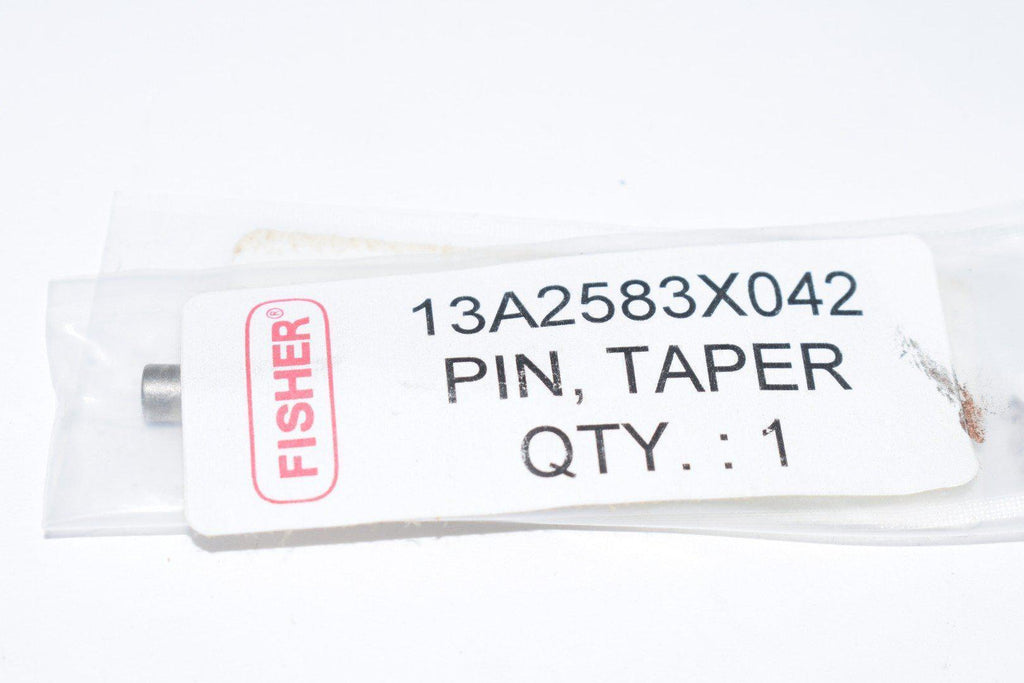 FISHER®
13A2583X042
PIN, TAPER
QTY. : 1